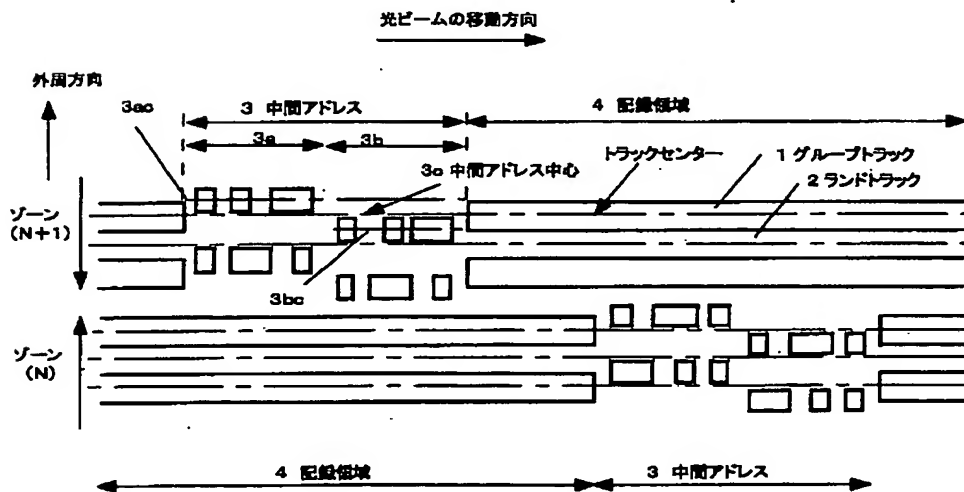 光ビームの移動方向
外周方向
3ac
3 中間アドレス
4 記録領域
3a
3b
3c 中間アドレス中心
トラックセンター
1 グルーブトラック
2 ランドトラック
ゾーン
(N+1)
3bc
ゾーン
(N)
4 記録領域
3 中間アドレス